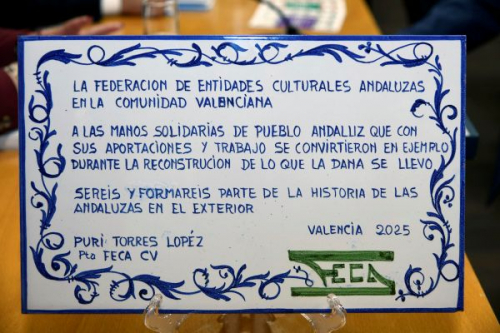 LA FEDERACION DE ENTIDADES CULTURALES ANDALUZAS
EN LA COMUNIDAD VALENCIANA
A LAS MANOS SOLIDARIAS DE PUEBLO ANDALUZ QUE CON
SUS APORTACIONES Y TRABAJO SE CONVIRTIERON EN EJEMPLO
DURANTE LA RECONSTRUCION DE LO QUE LA DANA SE LLEVO
SEREIS Y FORMAREIS PARTE DE LA HISTORIA DE LAS
ANDALUZAS EN EL EXTERIOR
VALENCIA 2025
PURI TORRES LOPÉZ
Pta FECA CV
FECA